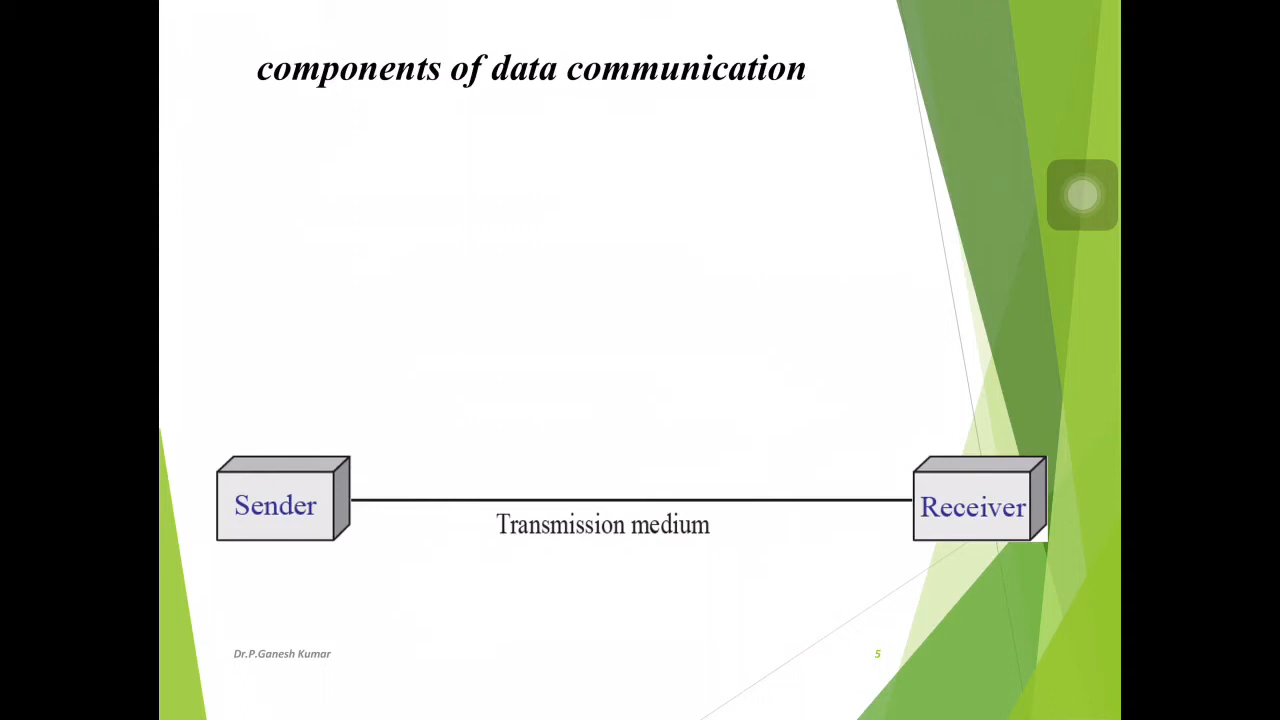 components of data communication
Sender
Receiver
Transmission medium
Dr.P.Ganesh Kumar
5